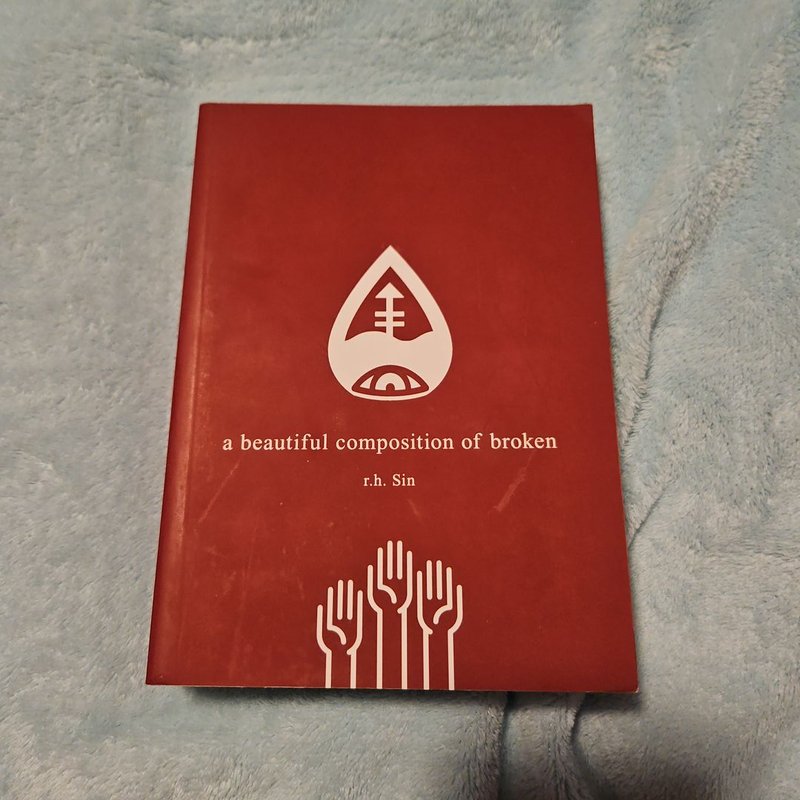 a beautiful composition of broken
r.h. Sin